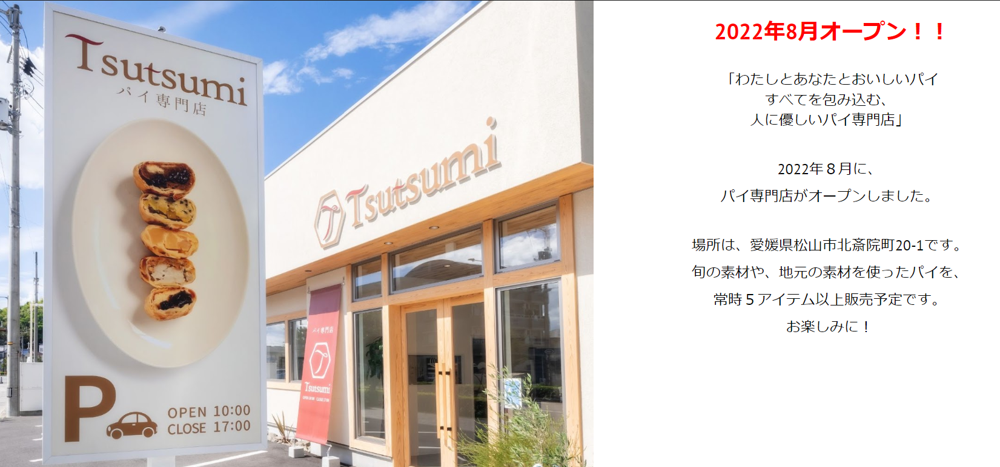 Tsutsumi
パイ専門店
P
OPEN 10:00
CLOSE 17:00
Tsutsumi
パイ専門店
Tsutsumi
OPEN 10:00 CLOSE 17:00
2022年8月オープン！！
「わたしとあなたとおいしいパイ
すべてを包み込む、
人に優しいパイ専門店」
2022年８月に、
パイ専門店がオープンしました。
場所は、愛媛県松山市北斎院町20-1です。
旬の素材や、地元の素材を使ったパイを、
常時５アイテム以上販売予定です。
お楽しみに！